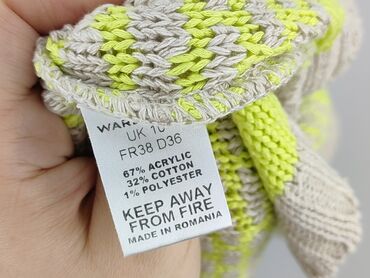 UK 10
FR38 D36
67% ACRYLIC
32% COTTON
1% POLYESTER
KEEP AWAY
FROM FIRE
MADE IN ROMANIA